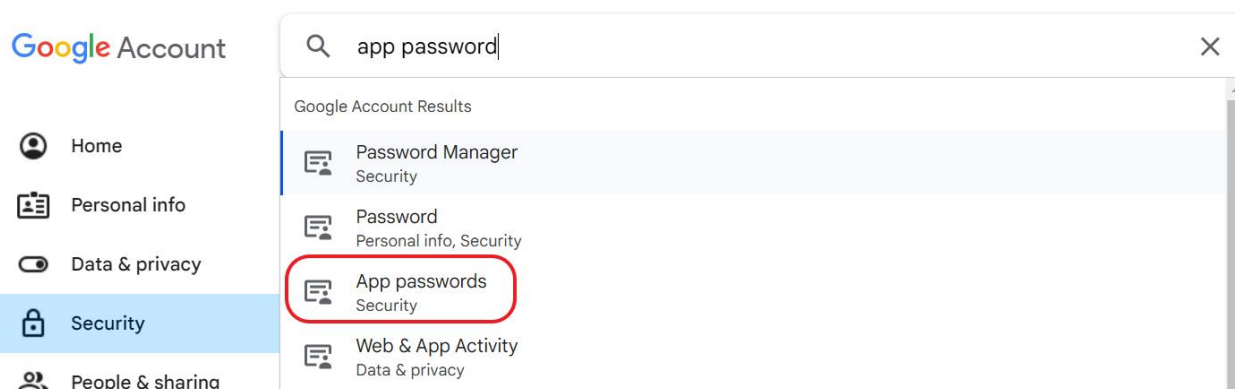 Google Account
app password
Google Account Results
Home
Password Manager
Security
Personal info
Password
Personal info, Security
Data & privacy
App passwords
Security
Security
Web & App Activity
Data & privacy
People & sharing